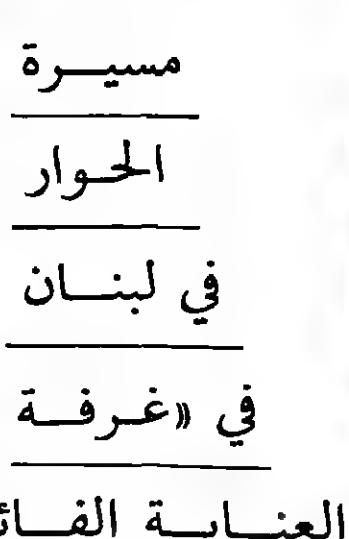 مسيرة
الحوار
في لبنان
في «غرفة
العناية